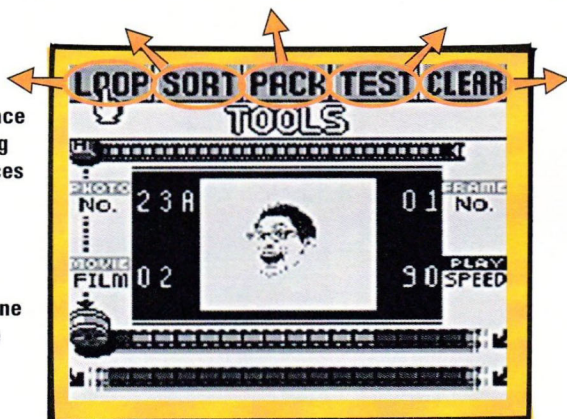 LOOP SORT PACK TEST CLEAR
TOOLS
PHOTO No. 23A 01 FRAME No.
MOVIE FILM 02 90 PLAY SPEED